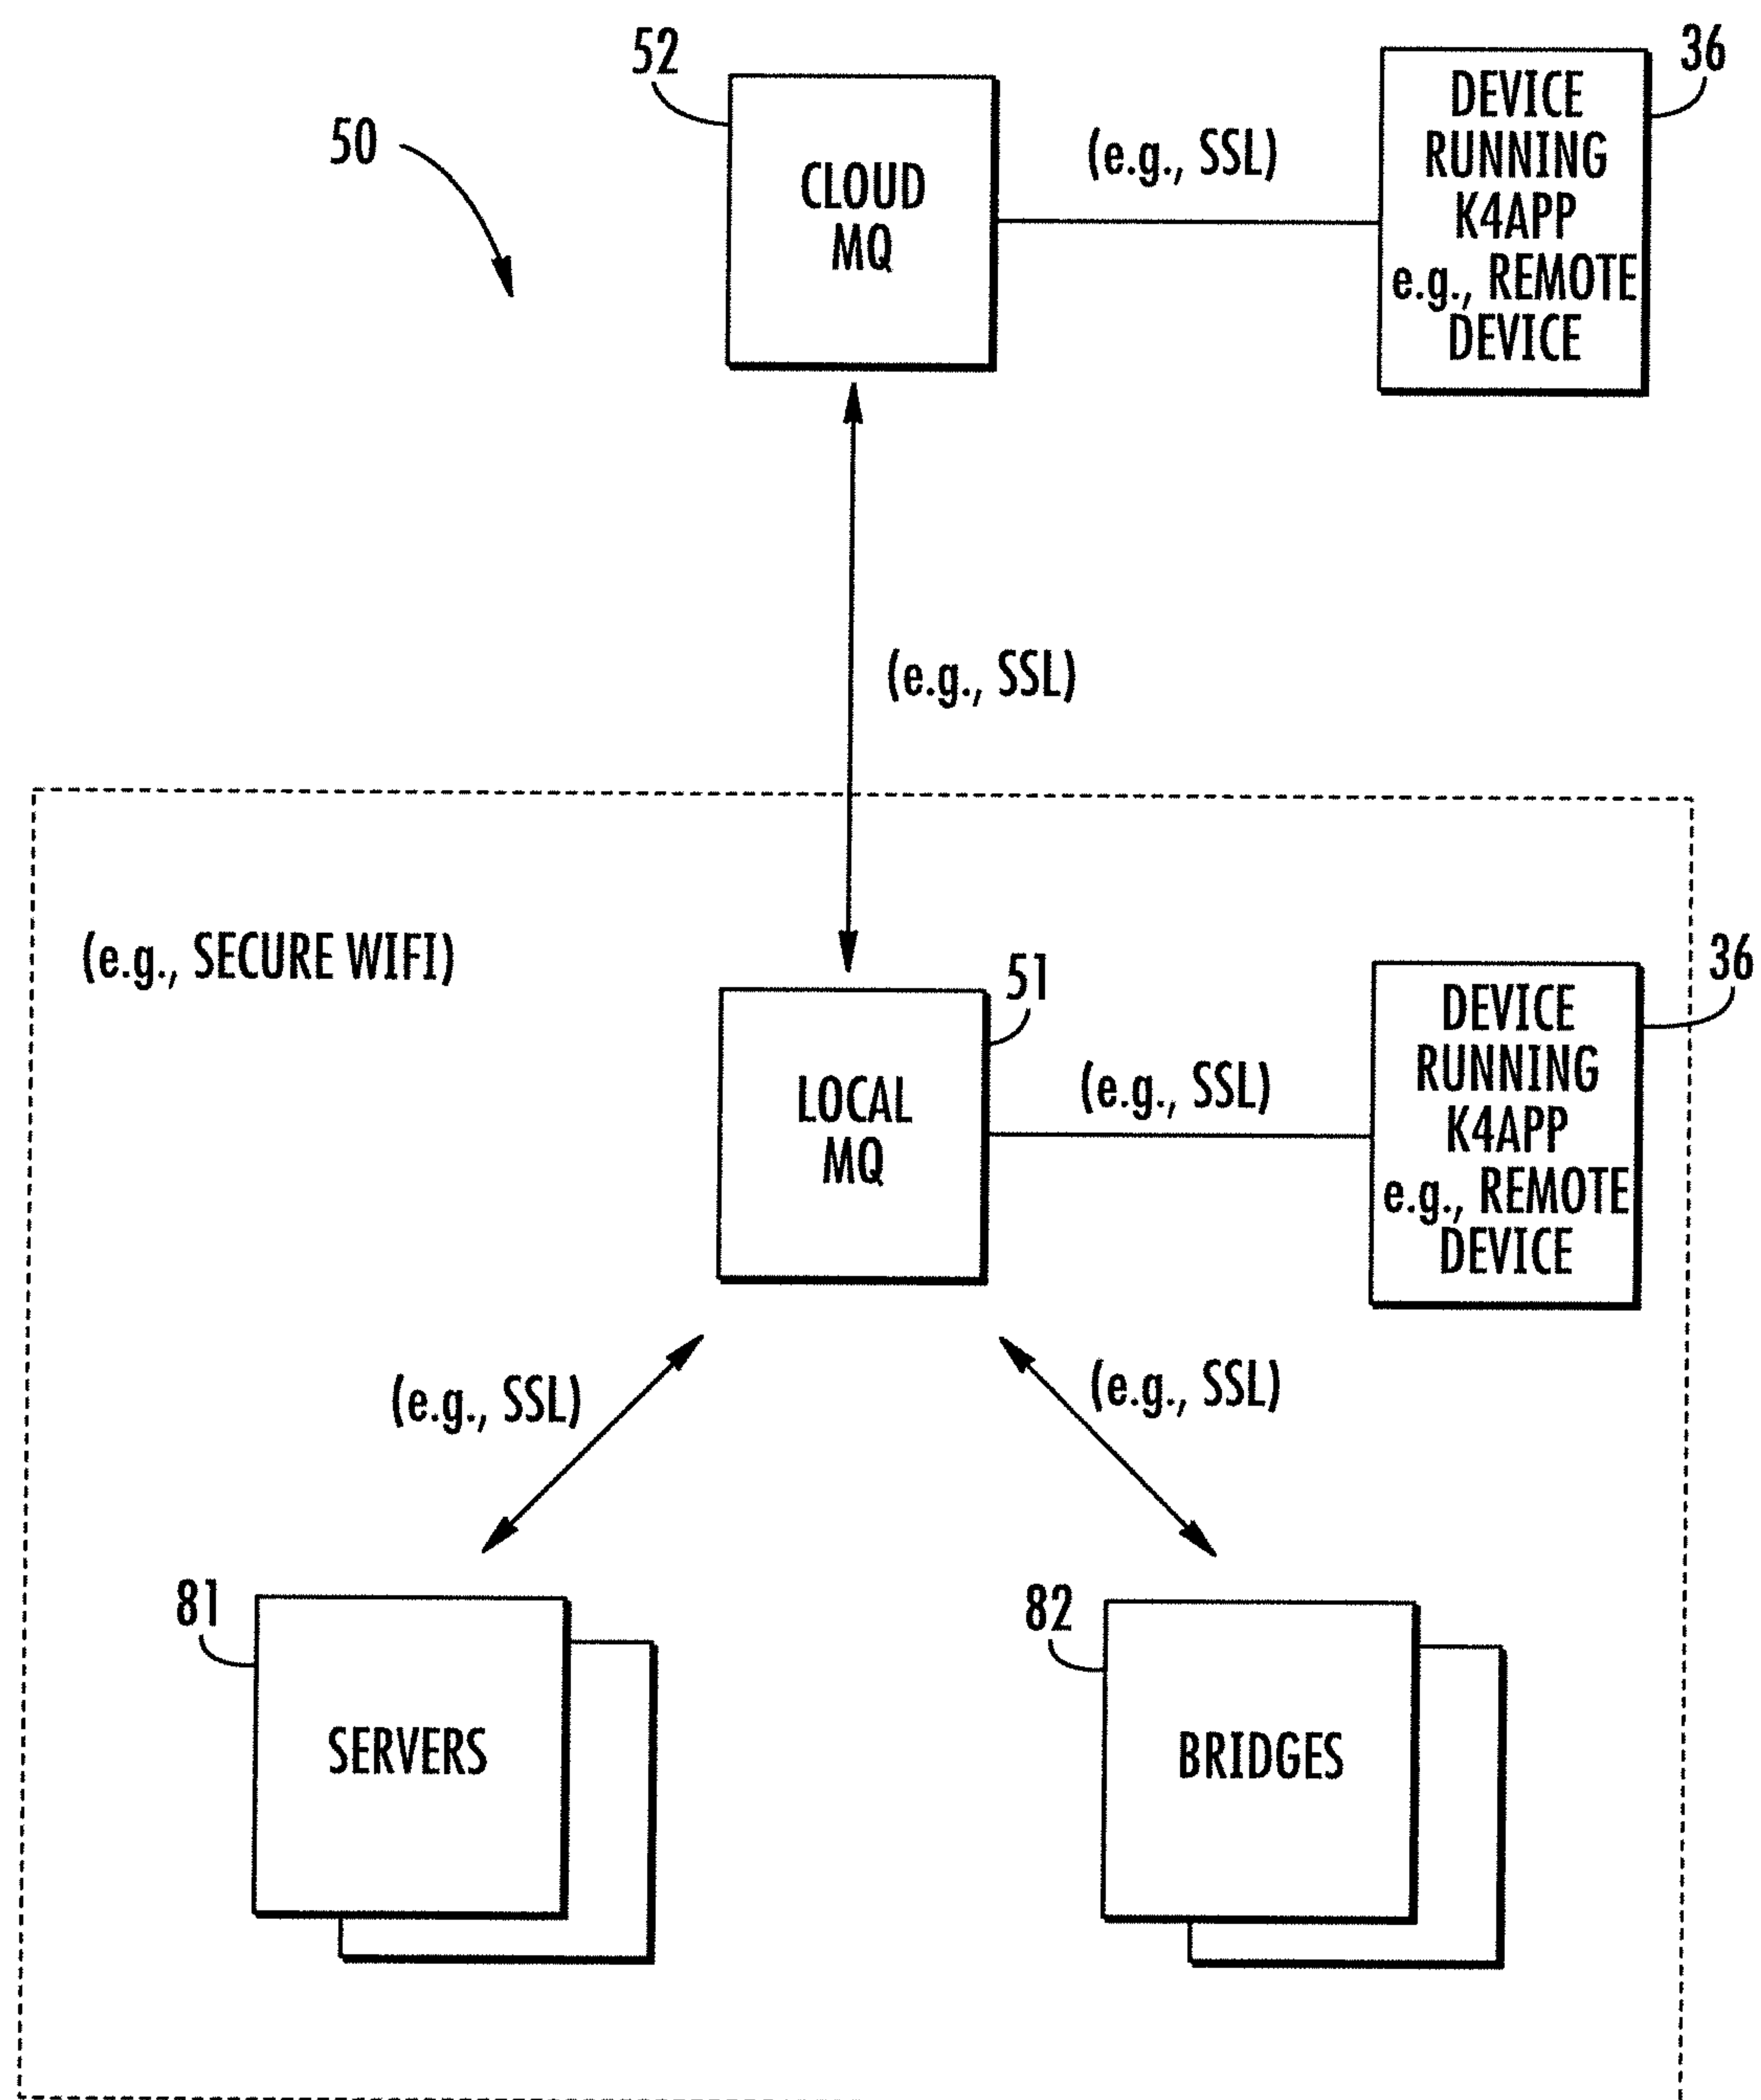 52
36
50
CLOUD
MQ
(e.g., SSL)
DEVICE
RUNNING
K4APP
e.g., REMOTE
DEVICE
(e.g., SSL)
(e.g., SECURE WIFI)
51
36
LOCAL
MQ
(e.g., SSL)
DEVICE
RUNNING
K4APP
e.g., REMOTE
DEVICE
(e.g., SSL)
(e.g., SSL)
81
82
SERVERS
BRIDGES